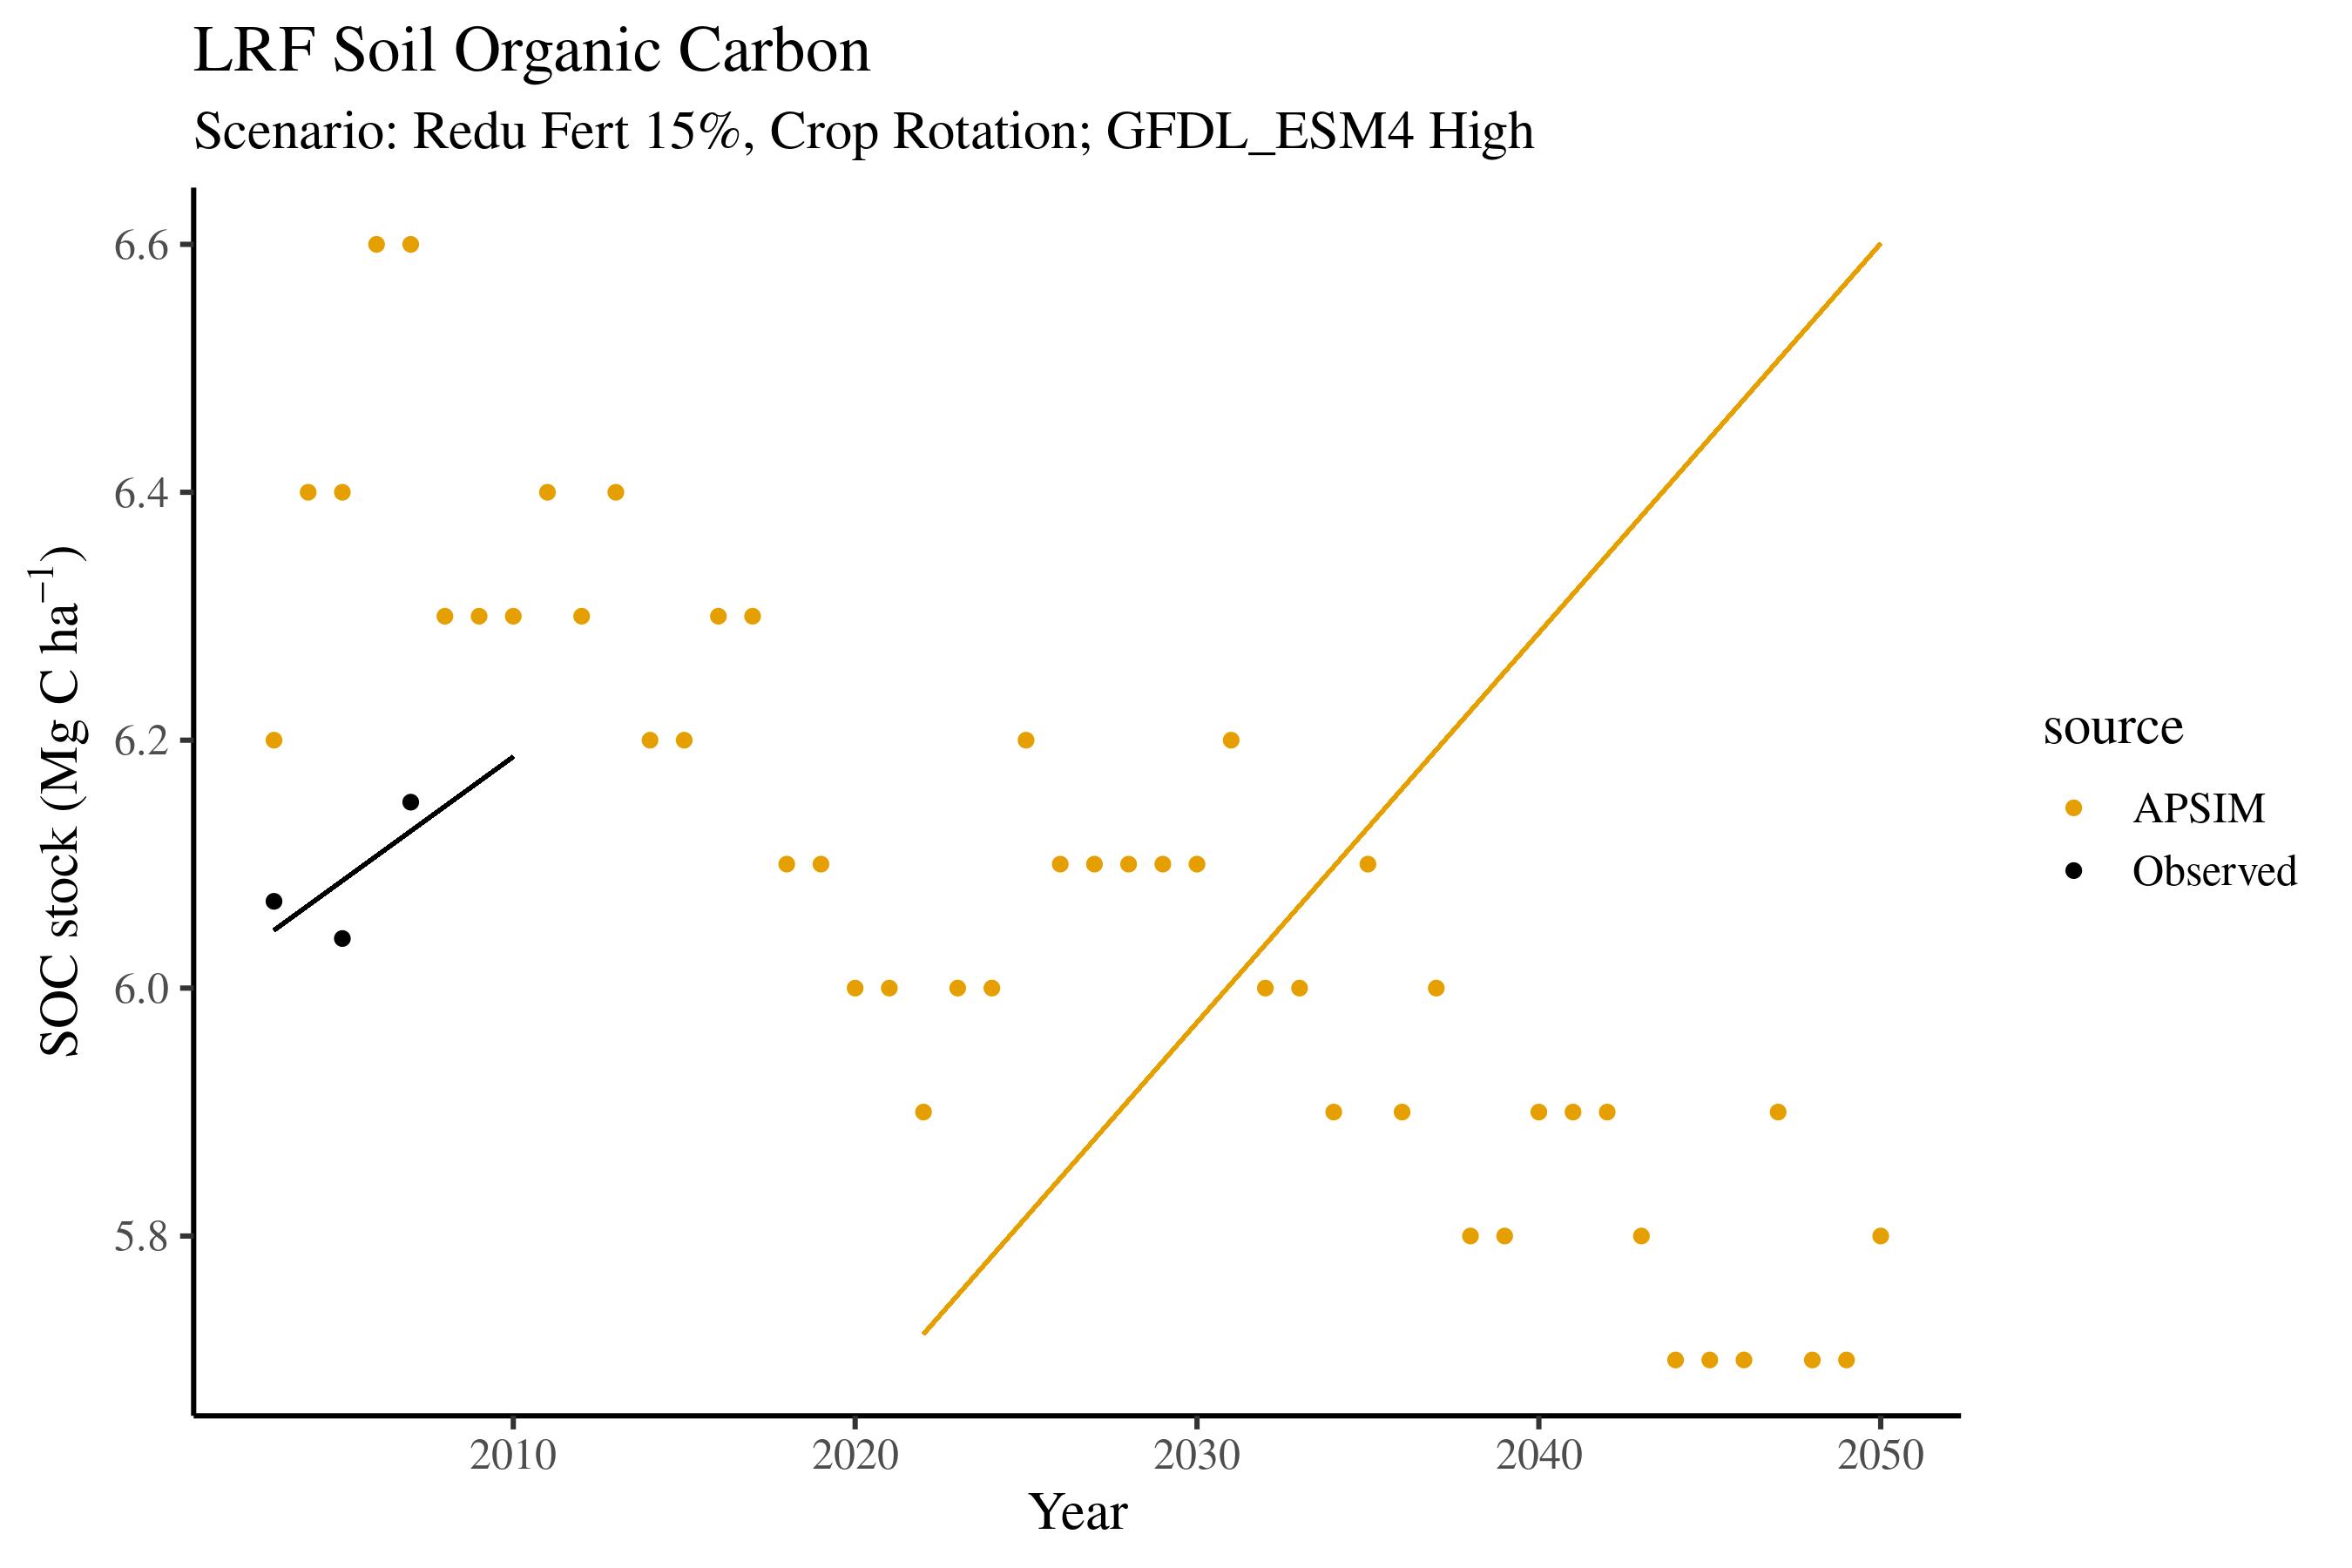 LRF Soil Organic Carbon
Scenario: Redu Fert 15%, Crop Rotation; GFDL_ESM4 High
SOC stock (Mg C ha⁻¹)
6.6
6.4
6.2
6.0
5.8
2010 2020 2030 2040 2050
Year
source
APSIM
Observed